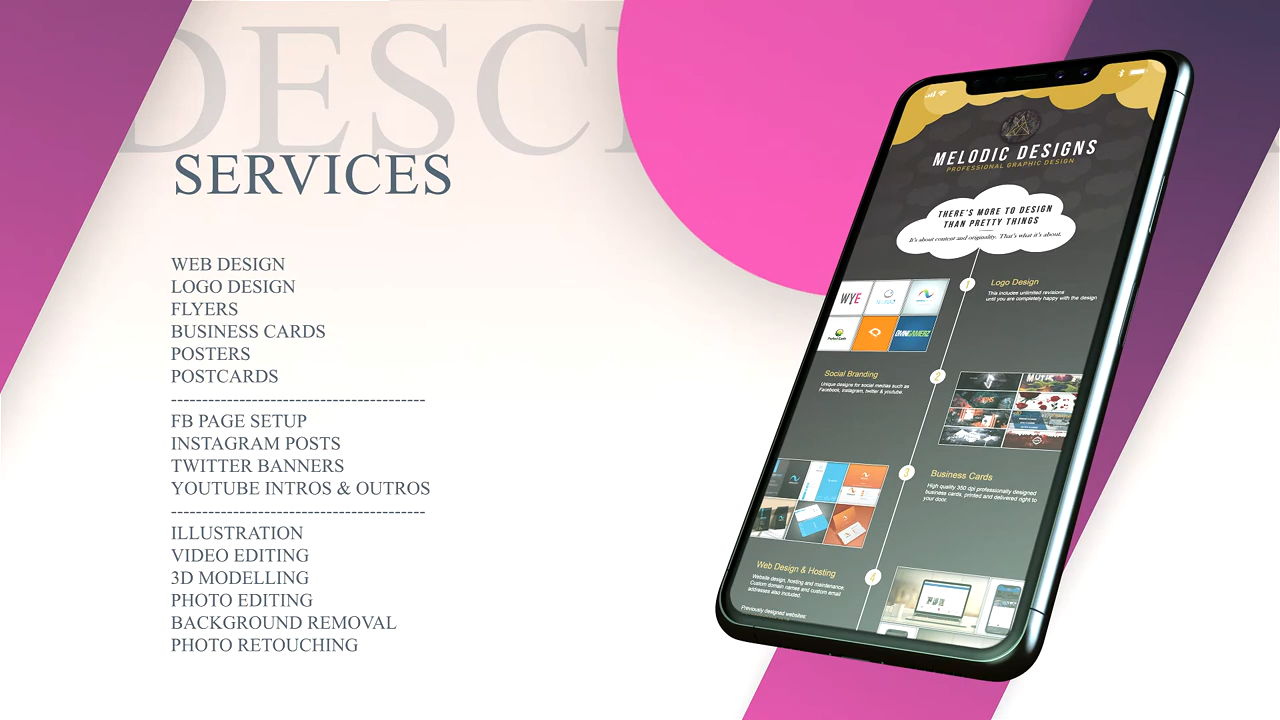 DESC
SERVICES
WEB DESIGN
LOGO DESIGN
FLYERS
BUSINESS CARDS
POSTERS
POSTCARDS
-----------------------------------------
FB PAGE SETUP
INSTAGRAM POSTS
TWITTER BANNERS
YOUTUBE INTROS & OUTROS
-----------------------------------------
ILLUSTRATION
VIDEO EDITING
3D MODELLING
PHOTO EDITING
BACKGROUND REMOVAL
PHOTO RETOUCHING
MELODIC DESIGNS
PROFESSIONAL GRAPHIC DESIGN
THERE'S MORE TO DESIGN
THAN PRETTY THINGS
It's about content and originality. That's what it's about.
1
Logo Design
This includes unlimited revisions
until you are completely happy with the design
WYE
OMNIGAMERZ
2
Social Branding
Unique designs for social medias such as
Facebook, instagram, twitter & youtube.
3
Business Cards
High quality 350 dpi professionally designed
business cards, printed and delivered right to
your door.
4
Web Design & Hosting
Website design, hosting and maintenance.
Custom domain names and custom email
addresses also included.
Previously designed websites: